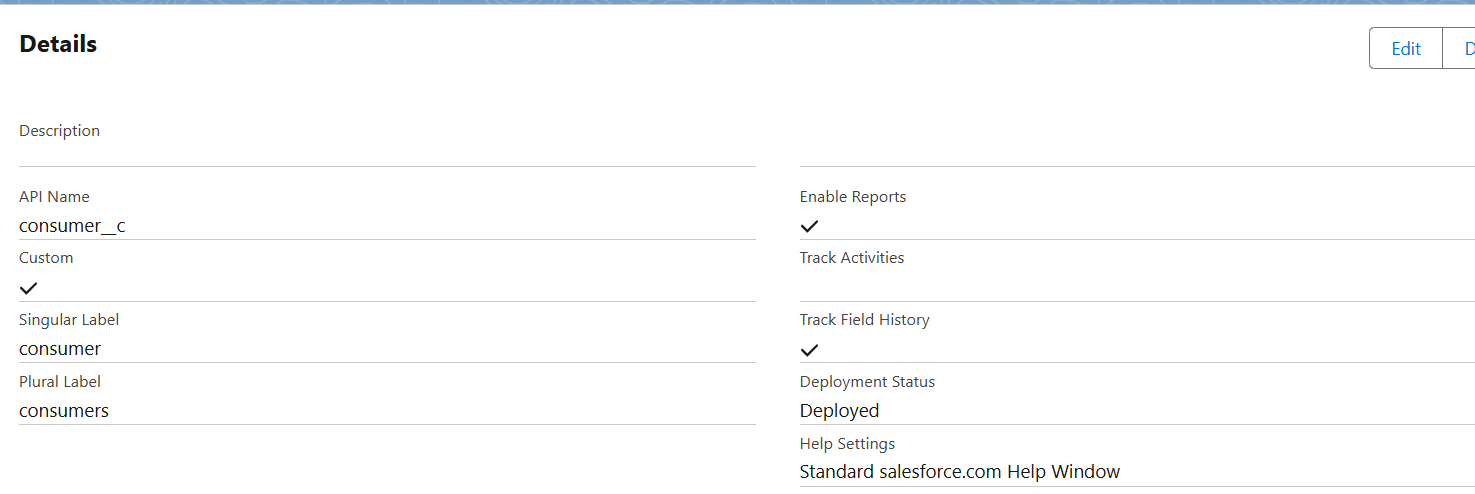 Details
Edit
D
Description
API Name
consumer__c
Enable Reports
Custom
Track Activities
Singular Label
consumer
Track Field History
Plural Label
consumers
Deployment Status
Deployed
Help Settings
Standard salesforce.com Help Window